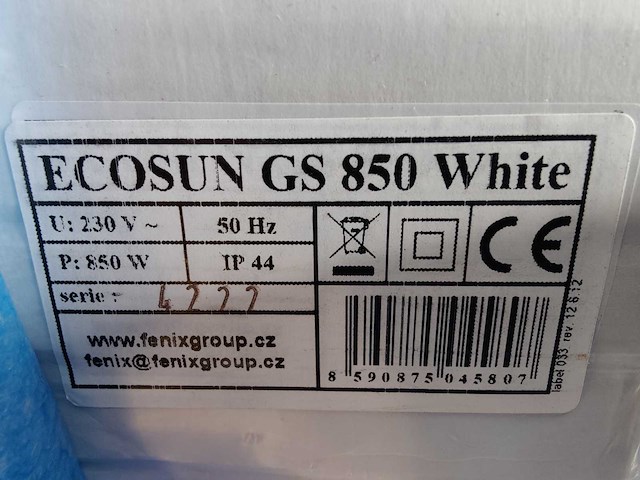 ECOSUN GS 850 White
U: 230 V ~ 50 Hz
P: 850 W IP 44
serie :
www.fenixgroup.cz
fenix@fenixgroup.cz
CE
8 590875 045807
label 033 rev. 12.6.12